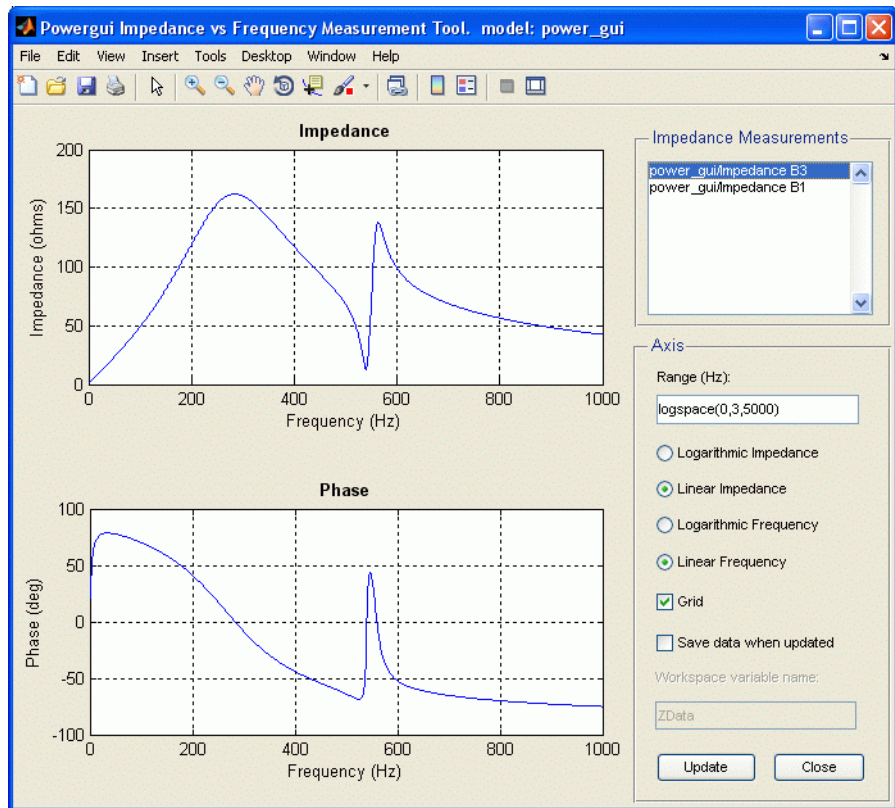 Powergui Impedance vs Frequency Measurement Tool. model: power_gui
File Edit View Insert Tools Desktop Window Help
Impedance
200
150
100
50
0
Impedance (ohms)
0 200 400 600 800 1000
Frequency (Hz)
Phase
100
50
0
-50
-100
Phase (deg)
0 200 400 600 800 1000
Frequency (Hz)
Impedance Measurements
power_gui/Impedance B3
power_gui/Impedance B1
Axis
Range (Hz):
logspace(0,3,5000)
Logarithmic Impedance
Linear Impedance
Logarithmic Frequency
Linear Frequency
Grid
Save data when updated
Workspace variable name:
ZData
Update Close